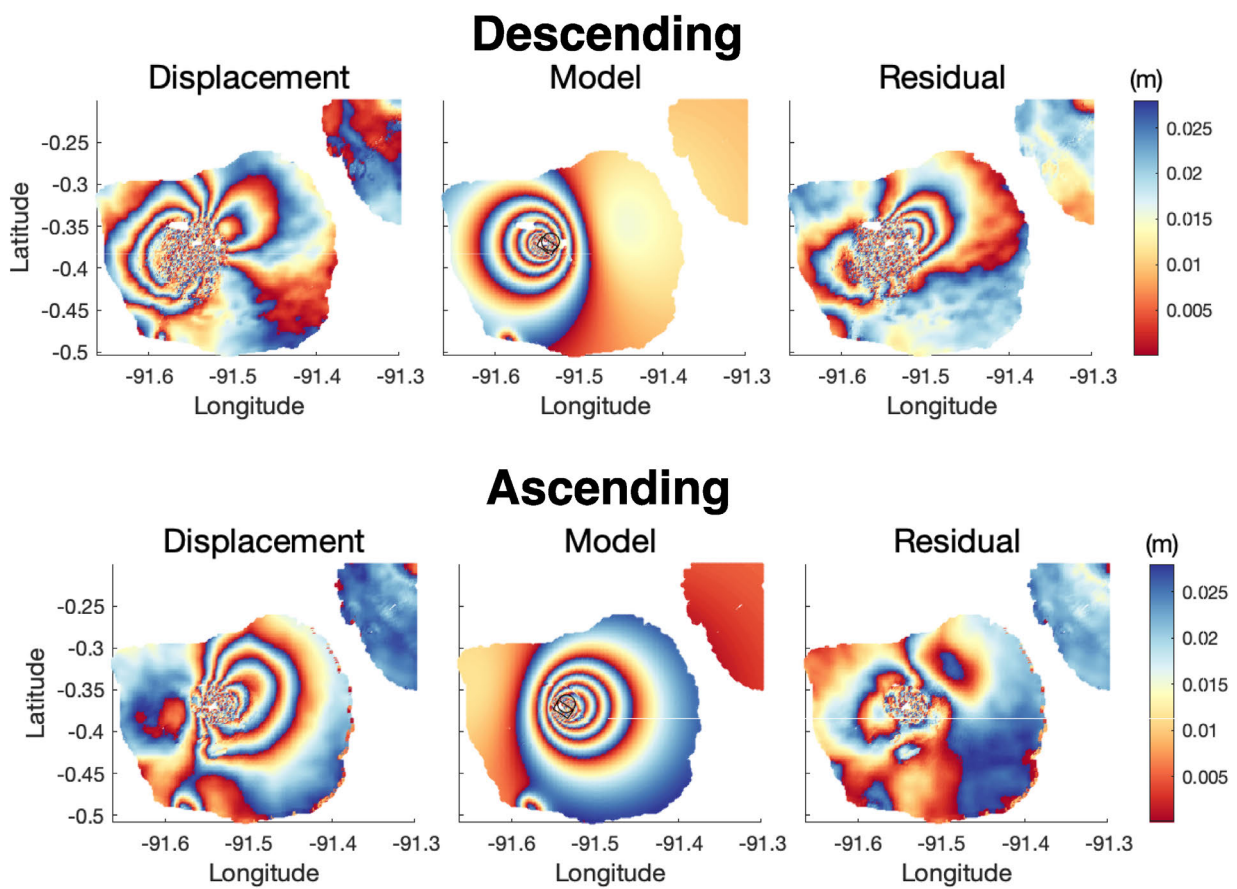 Descending
Displacement Model Residual (m)
-0.25 0.025
-0.3 0.02
Latitude -0.35 0.015
-0.4 0.01
-0.45 0.005
-0.5
-91.6 -91.5 -91.4 -91.3 -91.6 -91.5 -91.4 -91.3 -91.6 -91.5 -91.4 -91.3
Longitude Longitude Longitude
Ascending
Displacement Model Residual (m)
-0.25 0.025
-0.3 0.02
Latitude -0.35 Latitude 0.015
-0.4 0.01
-0.45 0.005
-0.5
-91.6 -91.5 -91.4 -91.3 -91.6 -91.5 -91.4 -91.3 -91.6 -91.5 -91.4 -91.3
Longitude Longitude Longitude